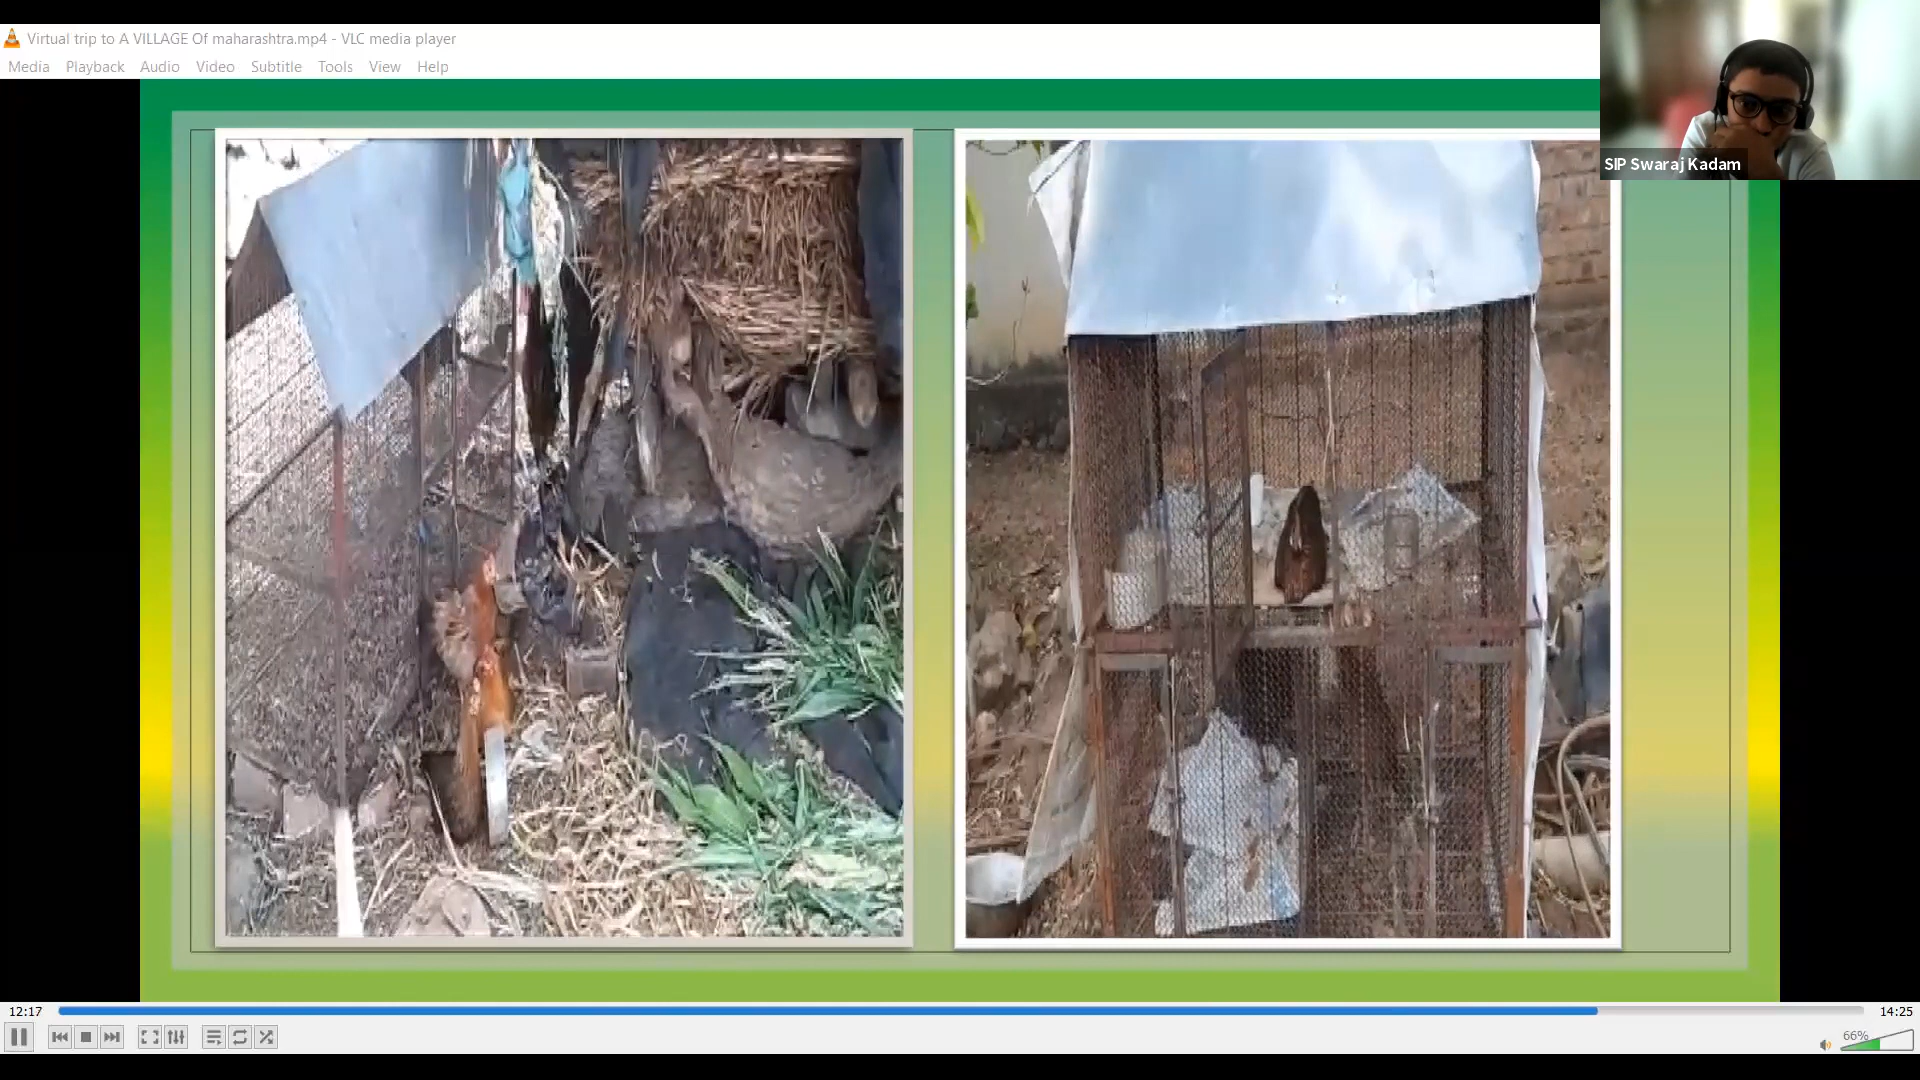 Virtual trip to A VILLAGE Of maharashtra.mp4 - VLC media player
Media Playback Audio Video Subtitle Tools View Help
SIP Swaraj Kadam
12:17
14:25
66%